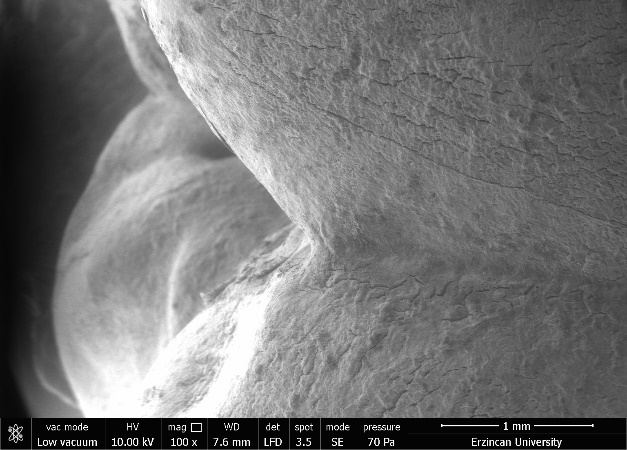 vac mode HV mag WD det spot mode pressure 1 mm
Low vacuum 10.00 kV 100 x 7.6 mm LFD 3.5 SE 70 Pa Erzincan University